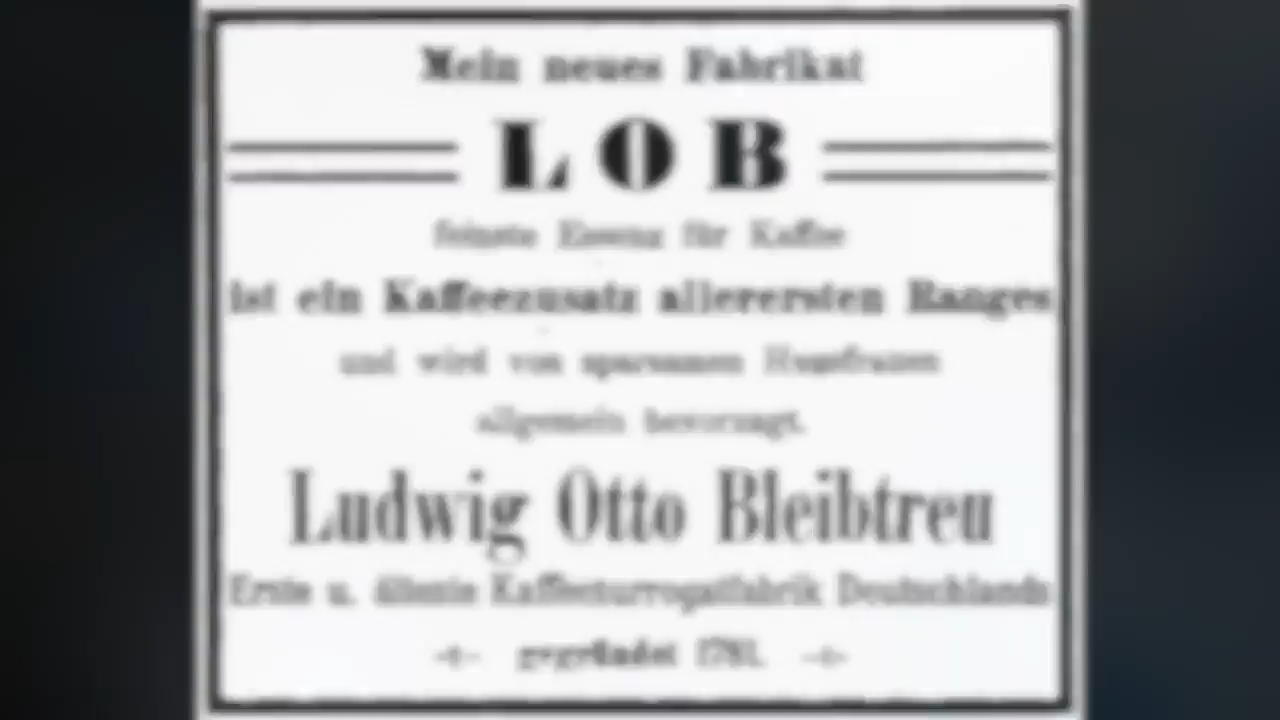 Mein neues Fabrikat
LOB
feinste Essenz für Kaffee
ist ein Kaffeezusatz allerersten Ranges
und wird von sparsamen Hausfrauen
allgemein bevorzugt.
Ludwig Otto Bleibtreu
Erste u. älteste Kaffeesurrogatfabrik Deutschlands
gegründet 1781.